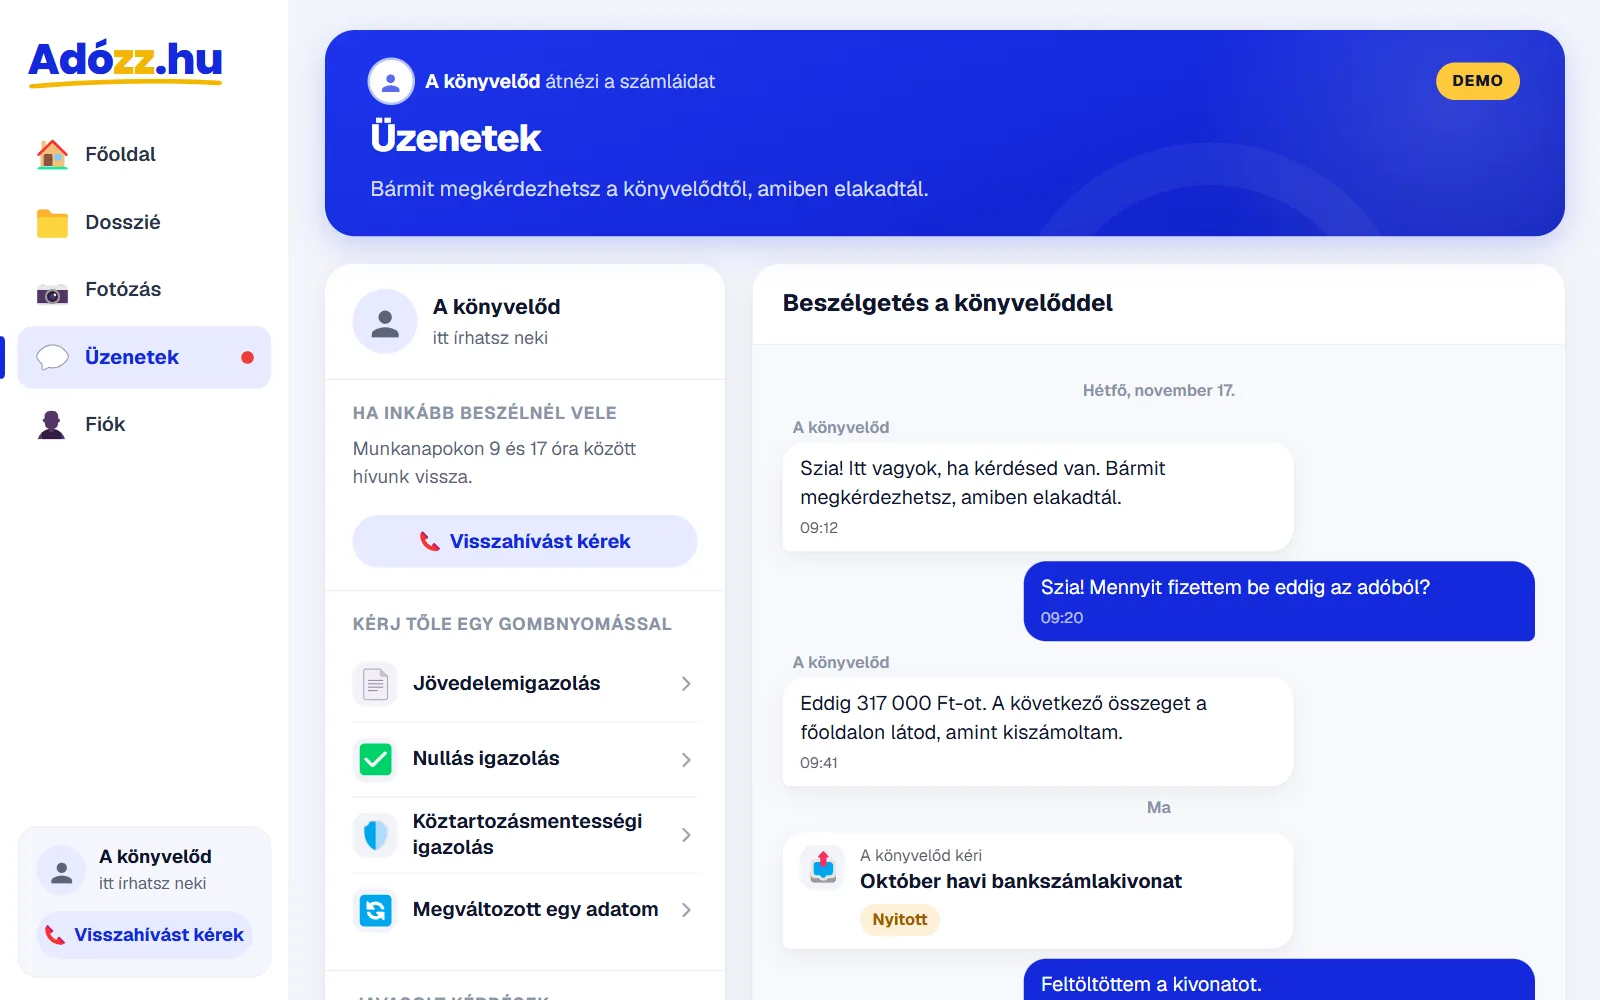 Adózz.hu
Főoldal
Dosszié
Fotózás
Üzenetek
Fiók
A könyvelőd
itt írhatsz neki
Visszahívást kérek
A könyvelőd átnézi a számláidat
DEMO
Üzenetek
Bármit megkérdezhetsz a könyvelődtől, amiben elakadtál.
A könyvelőd
itt írhatsz neki
HA INKÁBB BESZÉLNÉL VELE
Munkanapokon 9 és 17 óra között
hívunk vissza.
Visszahívást kérek
KÉRJ TŐLE EGY GOMBNYOMÁSSAL
Jövedelemigazolás
Nullás igazolás
Köztartozásmentességi
igazolás
Megváltozott egy adatom
JAVASOLT KÉRDÉSEK
Beszélgetés a könyvelőddel
Hétfő, november 17.
A könyvelőd
Szia! Itt vagyok, ha kérdésed van. Bármit
megkérdezhetsz, amiben elakadtál.
09:12
Szia! Mennyit fizettem be eddig az adóból?
09:20
A könyvelőd
Eddig 317 000 Ft-ot. A következő összeget a
főoldalon látod, amint kiszámoltam.
09:41
Ma
A könyvelőd kéri
Október havi bankszámlakivonat
Nyitott
Feltöltöttem a kivonatot.